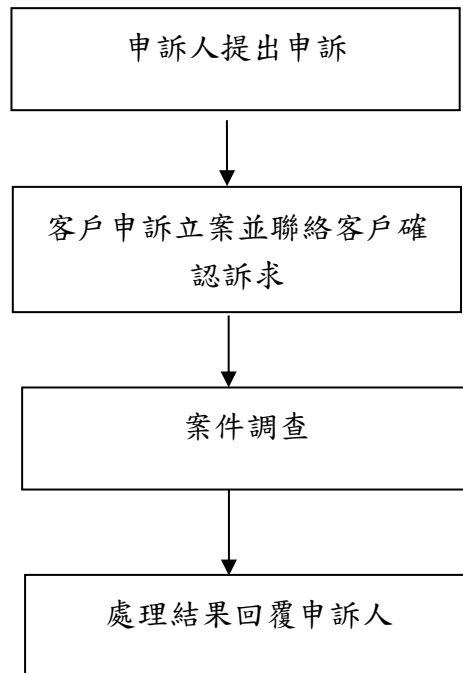 申訴人提出申訴
客戶申訴立案並聯絡客戶確
認訴求
案件調查
處理結果回覆申訴人